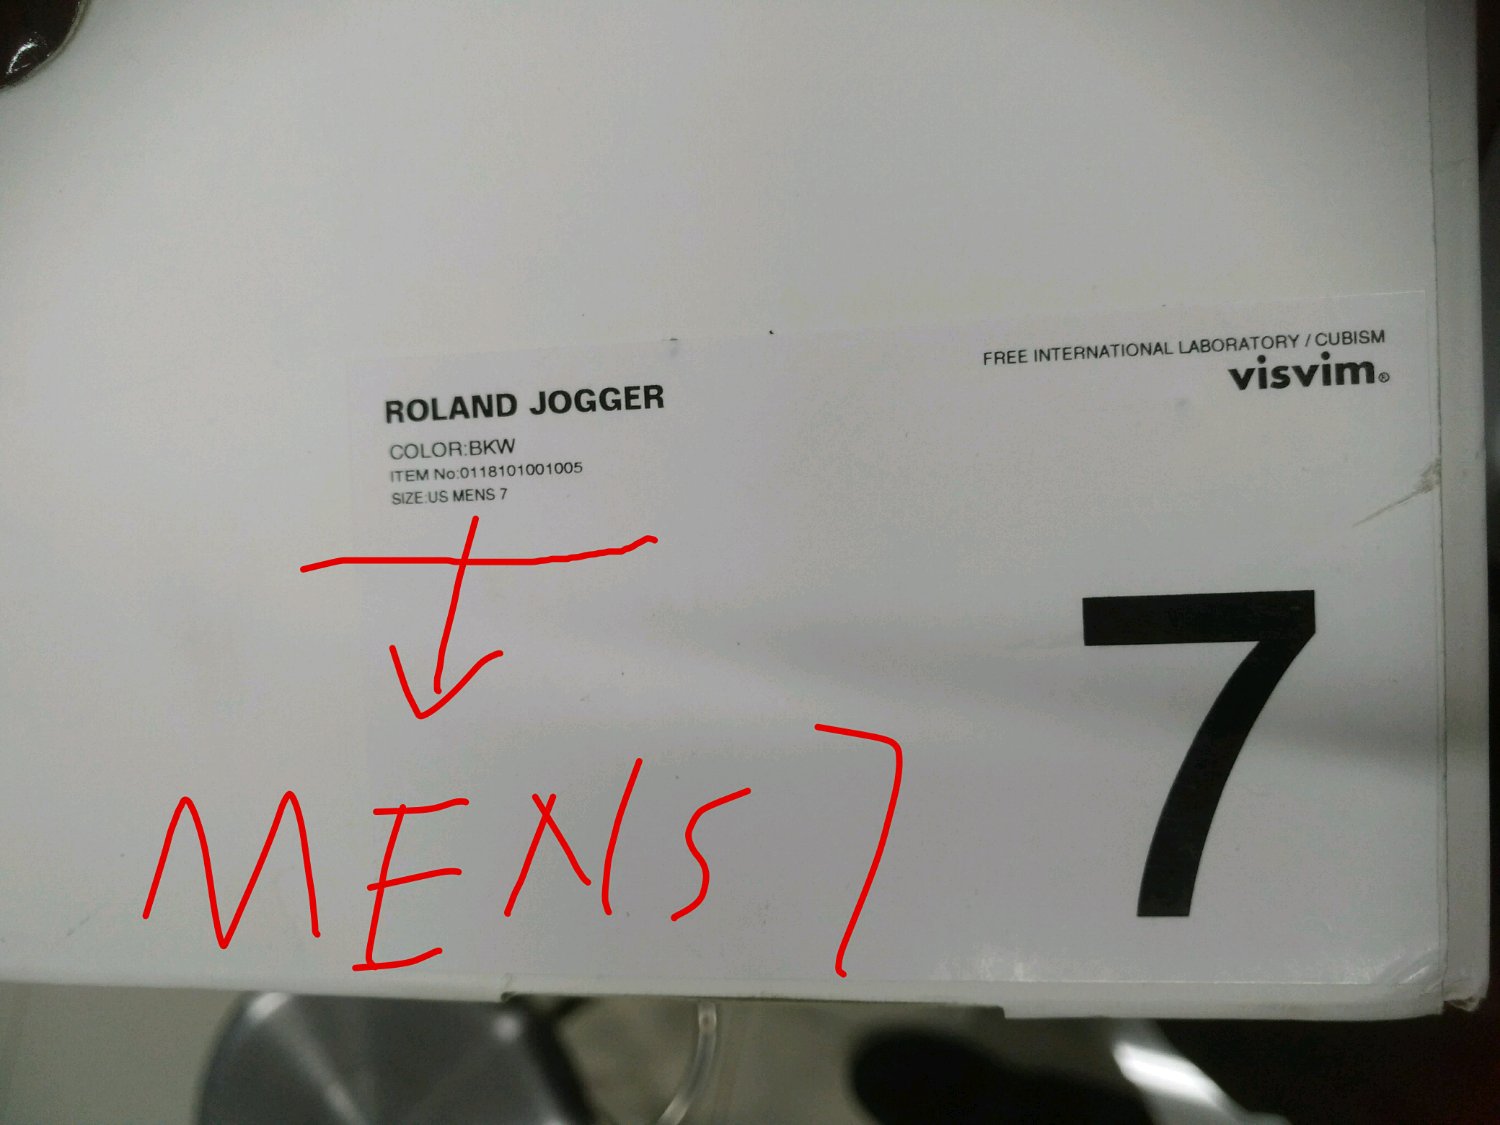 FREE INTERNATIONAL LABORATORY / CUBISM
visvim®
ROLAND JOGGER
COLOR:BKW
ITEM No:0118101001005
SIZE:US MENS 7
7
MENS 7